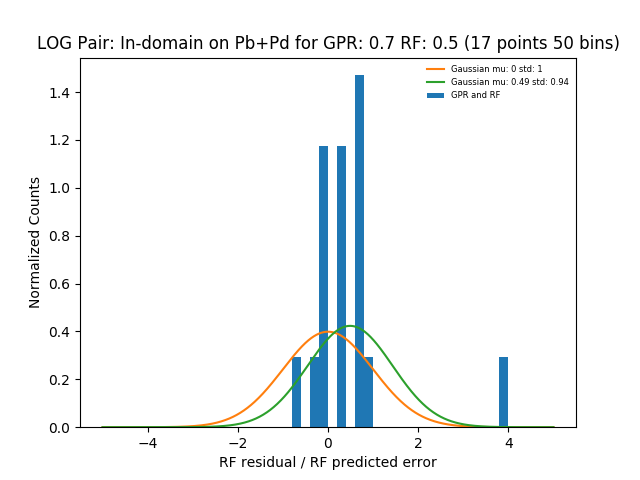 LOG Pair: In-domain on Pb+Pd for GPR: 0.7 RF: 0.5 (17 points 50 bins)
Gaussian mu: 0 std: 1
Gaussian mu: 0.49 std: 0.94
GPR and RF
Normalized Counts
1.4
1.2
1.0
0.8
0.6
0.4
0.2
0.0
−4
−2
0
2
4
RF residual / RF predicted error